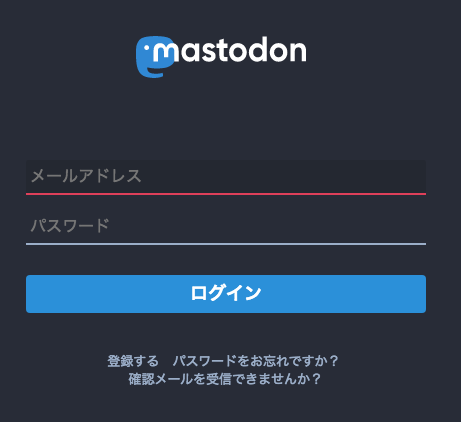 mastodon
メールアドレス
パスワード
ログイン
登録する　パスワードをお忘れですか？
確認メールを受信できませんか？